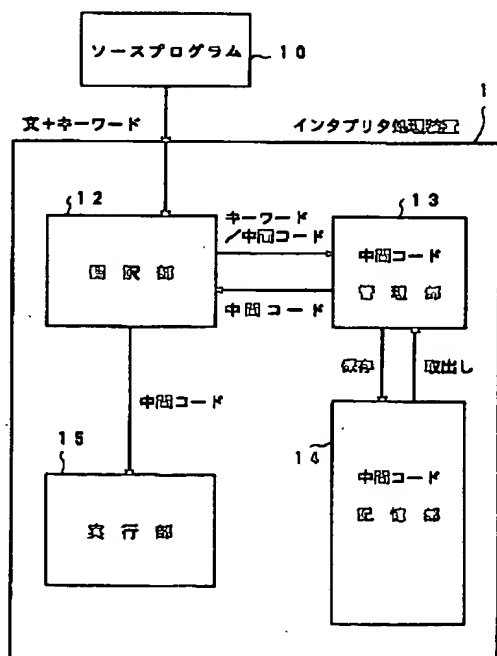 ソースプログラム
10
文+キーワード
インタプリタ処理装置
1
12
13
キーワード
/中間コード
翻訳部
中間コード
管理部
中間コード
保存
取出し
中間コード
15
14
中間コード
記憶部
実行部